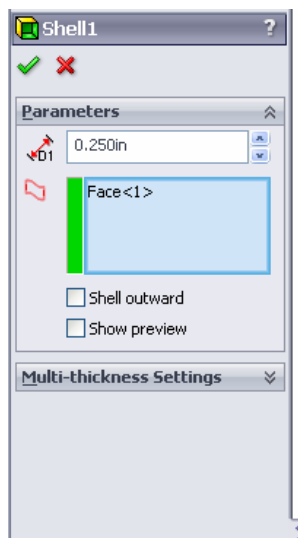 Shell1 ?
Parameters
D1 0.250in
Face<1>
Shell outward
Show preview
Multi-thickness Settings